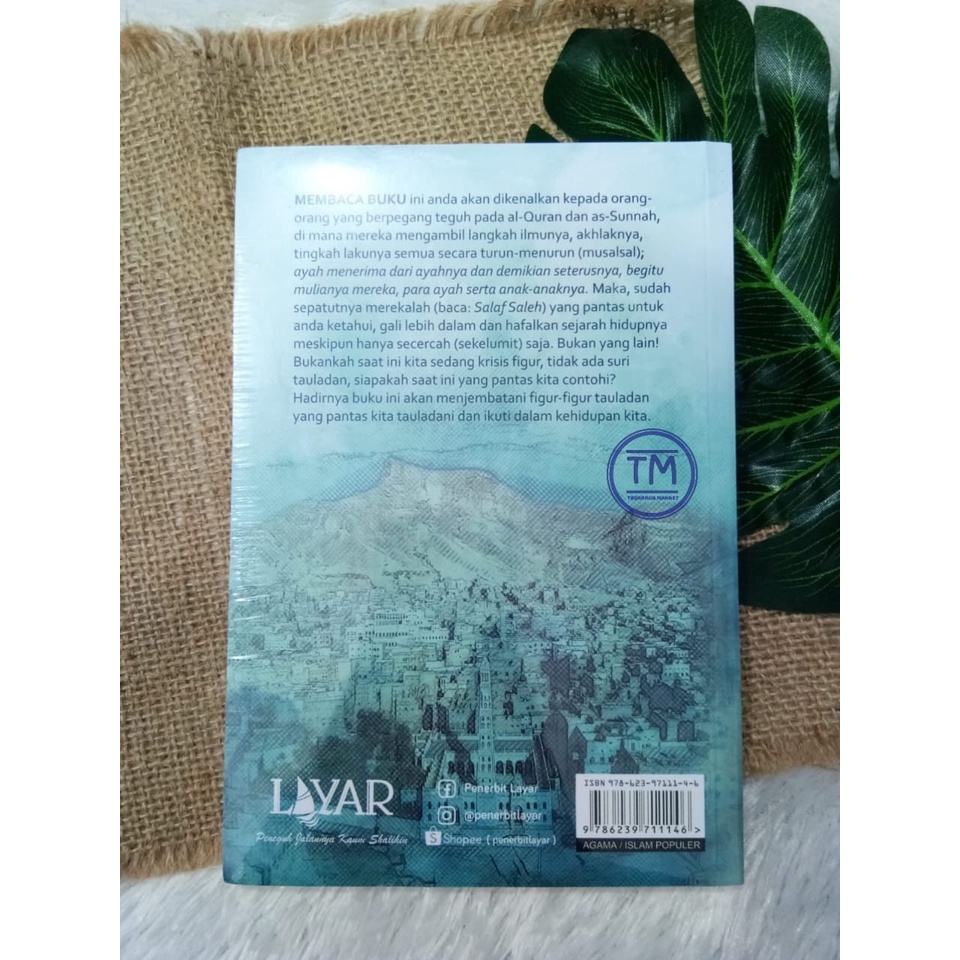 MEMBACA BUKU ini anda akan dikenalkan kepada orang-
orang yang berpegang teguh pada al-Quran dan as-Sunnah,
di mana mereka mengambil langkah ilmunya, akhlaknya,
tingkah lakunya semua secara turun-menurun (musalsal);
ayah menerima dari ayahnya dan demikian seterusnya, begitu
mulianya mereka, para ayah serta anak-anaknya. Maka, sudah
sepatutnya merekalah (baca: Salaf Saleh) yang pantas untuk
anda ketahui, gali lebih dalam dan hafalkan sejarah hidupnya
meskipun hanya secercah (sekelumit) saja. Bukan yang lain!
Bukankah saat ini kita sedang krisis figur, tidak ada suri
tauladan, siapakah saat ini yang pantas kita contohi?
Hadirnya buku ini akan menjembatani figur-figur tauladan
yang pantas kita tauladani dan ikuti dalam kehidupan kita.
TM
LAYAR
Peneguh Jalannya Kaum Shalihin
Penerbit Layar
@penerbitlayar
Shopee ( penerbitlayar )
ISBN 978-623-97111-4-6
9 786239 711146 >
AGAMA / ISLAM POPULER